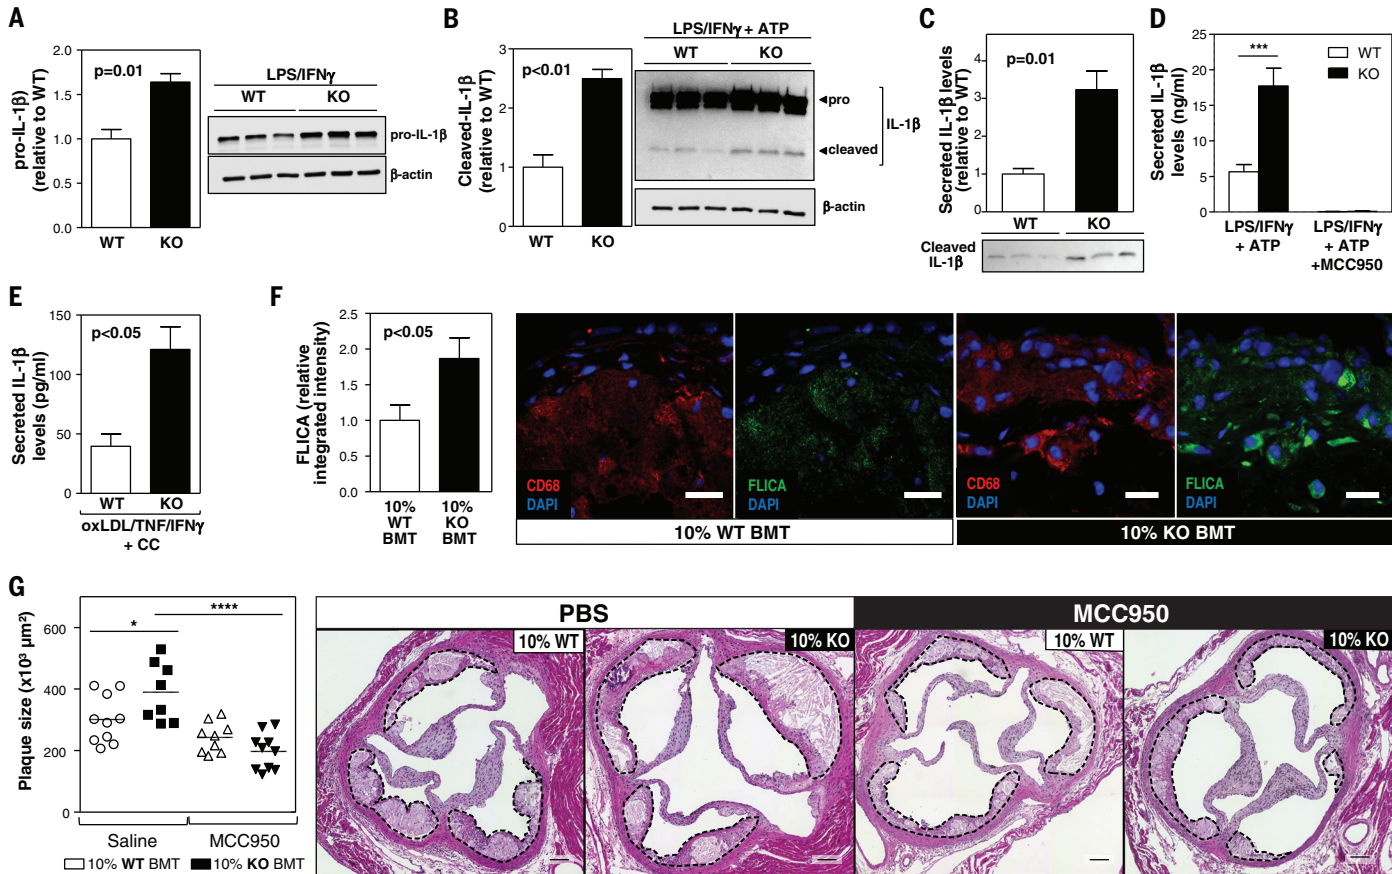 A
pro-IL-1β)
(relative to WT)
2.0
1.5
1.0
0.5
0.0
p=0.01
WT
KO
LPS/IFNγ
WT
KO
pro-IL-1β
β-actin
B
Cleaved-IL-1β
(relative to WT)
3
2
1
0
p<0.01
WT
KO
LPS/IFNγ + ATP
WT
KO
pro
cleaved
IL-1β
β-actin
C
Secreted IL-1β levels
(relative to WT)
4
3
2
1
0
p=0.01
WT
KO
Cleaved
IL-1β
D
Secreted IL-1β
levels (ng/ml)
25
20
15
10
5
0
***
WT
KO
LPS/IFNγ
+ ATP
LPS/IFNγ
+ ATP
+MCC950
E
Secreted IL-1β
levels (pg/ml)
150
100
50
0
p<0.05
WT
KO
oxLDL/TNF/IFNγ
+ CC
F
FLICA (relative
integrated intensity)
2.5
2.0
1.5
1.0
0.5
0.0
p<0.05
10%
WT
BMT
10%
KO
BMT
CD68
DAPI
FLICA
DAPI
CD68
DAPI
FLICA
DAPI
10% WT BMT
10% KO BMT
G
Plaque size (x10³ µm²)
600
400
200
0
*
****
Saline
MCC950
10% WT BMT
10% KO BMT
PBS
MCC950
10% WT
10% KO
10% WT
10% KO